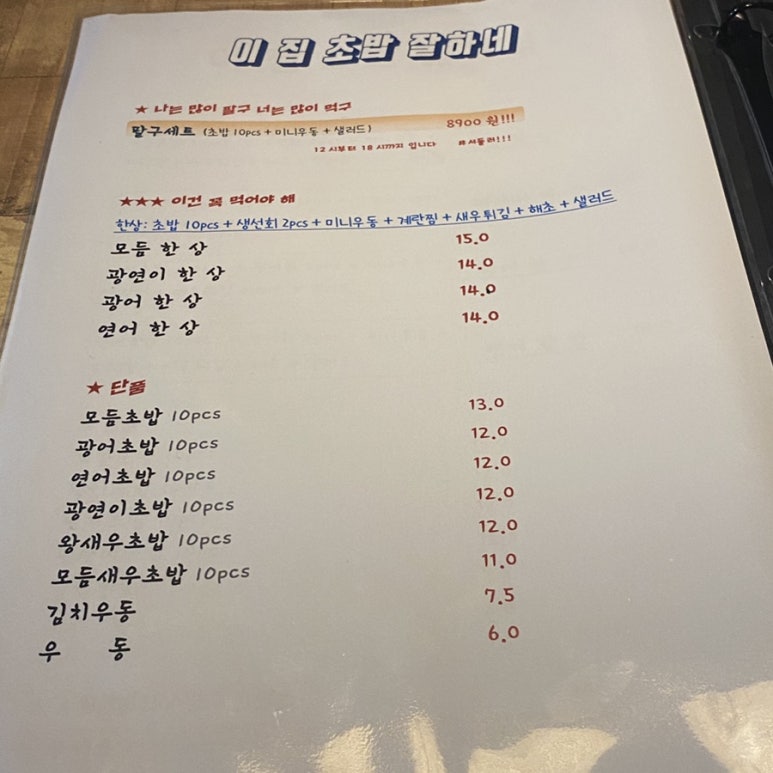 이 집 초밥 잘하네
★ 나는 많이 팔구 너는 많이 먹구
팔구세트 (초밥 10pcs + 미니우동 + 샐러드) 8900 원!!!
12 시부터 18 시까지 입니다 #서둘러!!!
★★★ 이건 꼭 먹어야 해
한상: 초밥 10pcs + 생선회 2pcs + 미니우동 + 계란찜 + 새우튀김 + 해초 + 샐러드
모듬 한 상 15.0
광연이 한 상 14.0
광어 한 상 14.0
연어 한 상 14.0
★ 단품
모듬초밥 10pcs 13.0
광어초밥 10pcs 12.0
연어초밥 10pcs 12.0
광연이초밥 10pcs 12.0
왕새우초밥 10pcs 12.0
모듬새우초밥 10pcs 11.0
김치우동 7.5
우 동 6.0